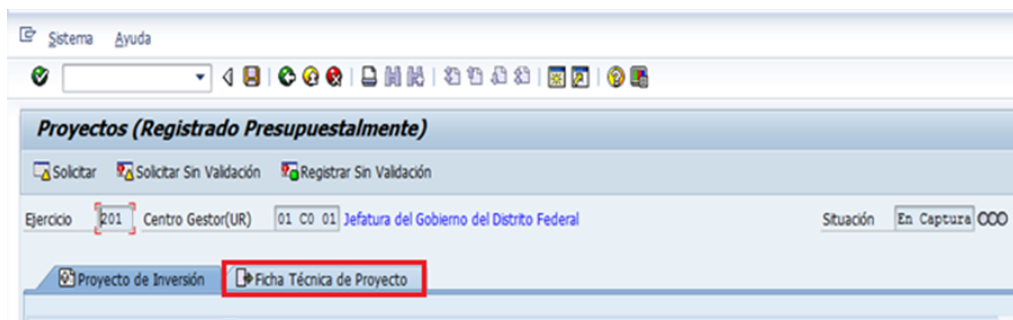 Sistema Ayuda
Proyectos (Registrado Presupuestalmente)
Solicitar Solicitar Sin Validación Registrar Sin Validación
Ejercicio 201 Centro Gestor(UR) 01 C0 01 Jefatura del Gobierno del Distrito Federal Situación En Captura
Proyecto de Inversión Ficha Técnica de Proyecto